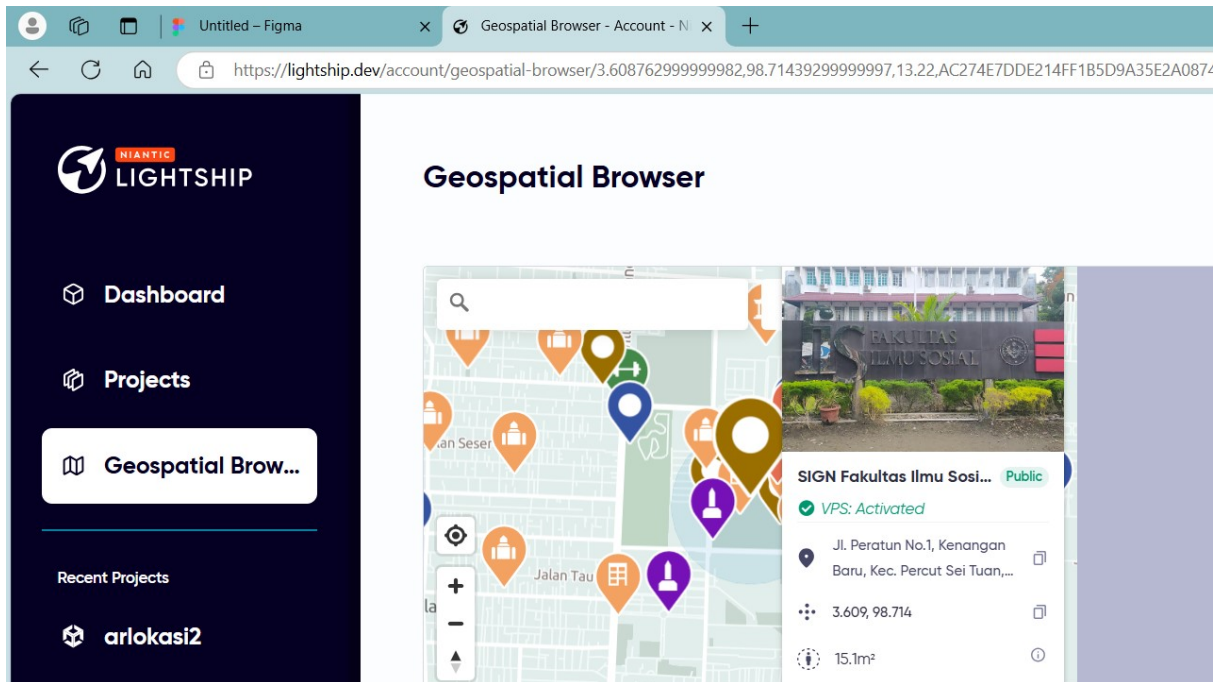 Untitled – Figma
Geospatial Browser - Account - N
https://lightship.dev/account/geospatial-browser/3.608762999999982,98.71439299999997,13.22,AC274E7DDE214FF1B5D9A35E2A0874
NIANTIC
LIGHTSHIP
Geospatial Browser
Dashboard
Projects
Geospatial Brow...
Recent Projects
arlokasi2
an Seser
Jalan Tau
la
FAKULTAS
ILMU SOSIAL
SIGN Fakultas Ilmu Sosi... Public
VPS: Activated
Jl. Peratun No.1, Kenangan
Baru, Kec. Percut Sei Tuan,...
3.609, 98.714
15.1m²